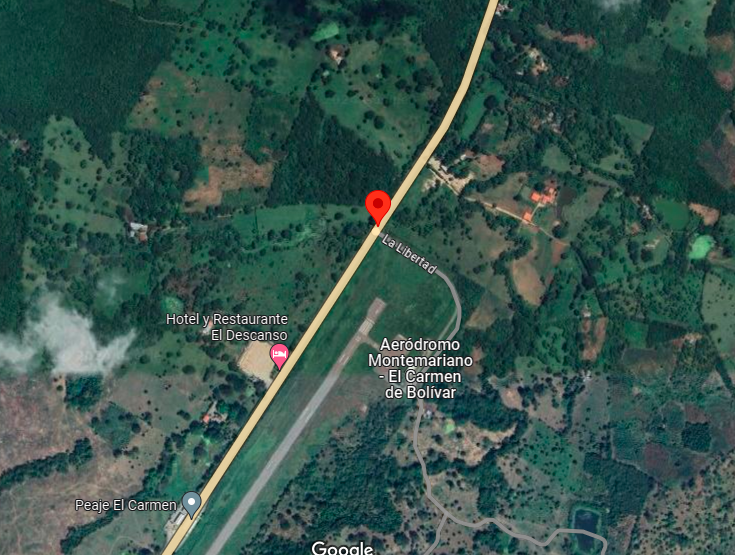 La Libertad
Hotel y Restaurante
El Descanso
Aeródromo
Montemariano
- El Carmen
de Bolívar
Peaje El Carmen
Google